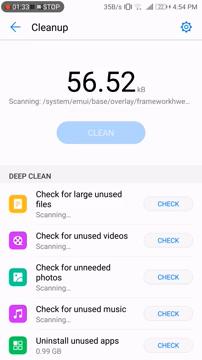 01:33 STOP 35B/s 22 4:54 PM
Cleanup
56.52 kB
Scanning: /system/emui/base/overlay/frameworkhwe...
CLEAN
DEEP CLEAN
Check for large unused
files
Scanning...
CHECK
Check for unused videos
Scanning...
CHECK
Check for unneeded
photos
Scanning...
CHECK
Check for unused music
Scanning...
CHECK
Uninstall unused apps
0.99 GB
CHECK